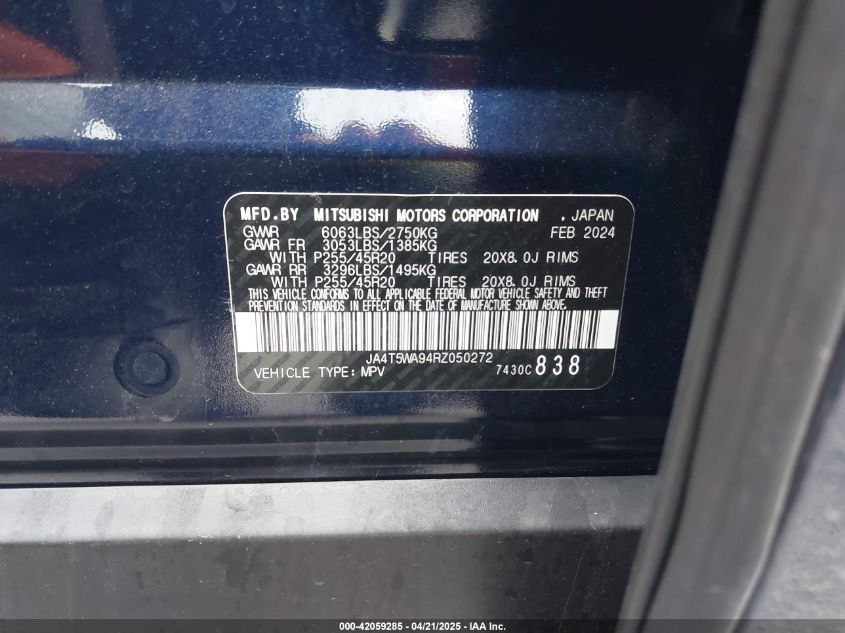 MFD.BY MITSUBISHI MOTORS CORPORATION . JAPAN
GVWR 6063LBS/2750KG FEB 2024
GAWR FR 3053LBS/1385KG
WITH P255/45R20 TIRES 20X8.0J RIMS
GAWR RR 3296LBS/1495KG
WITH P255/45R20 TIRES 20X8.0J RIMS
THIS VEHICLE CONFORMS TO ALL APPLICABLE FEDERAL MOTOR VEHICLE SAFETY AND THEFT
PREVENTION STANDARDS IN EFFECT ON THE DATE OF MANUFACTURE SHOWN ABOVE.
JA4T5WA94RZ050272
VEHICLE TYPE: MPV 7430C 838
000-42059285 - 04/21/2025 - IAA Inc.